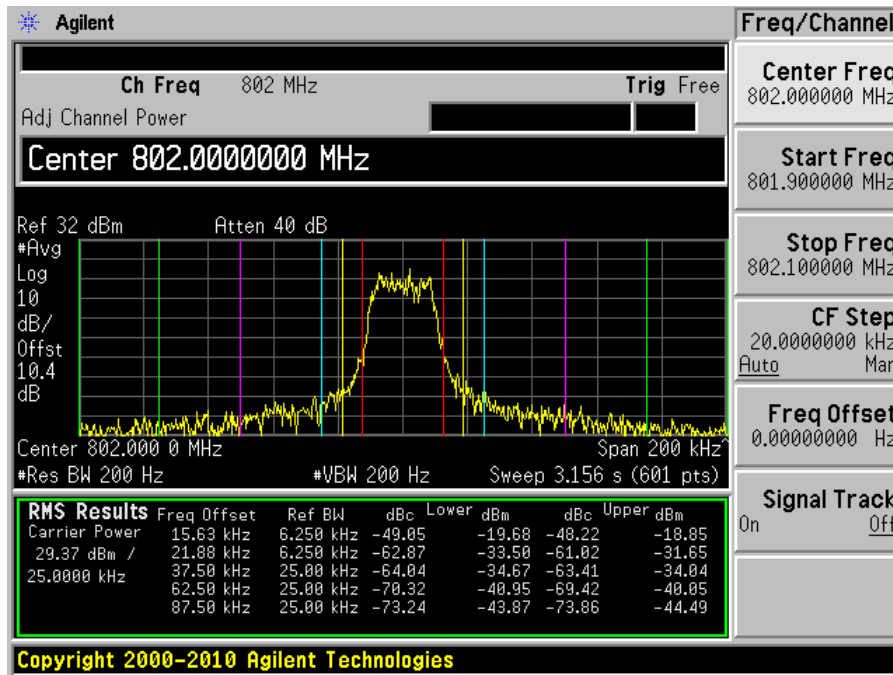 Agilent
Freq/Channel
Ch Freq 802 MHz Trig Free
Adj Channel Power
Center 802.0000000 MHz
Ref 32 dBm Atten 40 dB
#Avg
Log
10
dB/
Offst
10.4
dB
Center 802.000 0 MHz Span 200 kHz^
#Res BW 200 Hz #VBW 200 Hz Sweep 3.156 s (601 pts)
RMS Results Freq Offset Ref BW dBc Lower dBm dBc Upper dBm
Carrier Power 15.63 kHz 6.250 kHz -49.05 -19.68 -48.22 -18.85
29.37 dBm / 21.88 kHz 6.250 kHz -62.87 -33.50 -61.02 -31.65
25.0000 kHz 37.50 kHz 25.00 kHz -64.04 -34.67 -63.41 -34.04
62.50 kHz 25.00 kHz -70.32 -40.95 -69.42 -40.05
87.50 kHz 25.00 kHz -73.24 -43.87 -73.86 -44.49
Center Freq
802.000000 MHz
Start Freq
801.900000 MHz
Stop Freq
802.100000 MHz
CF Step
20.0000000 kHz
Auto Man
Freq Offset
0.00000000 Hz
Signal Track
On Off
Copyright 2000-2010 Agilent Technologies